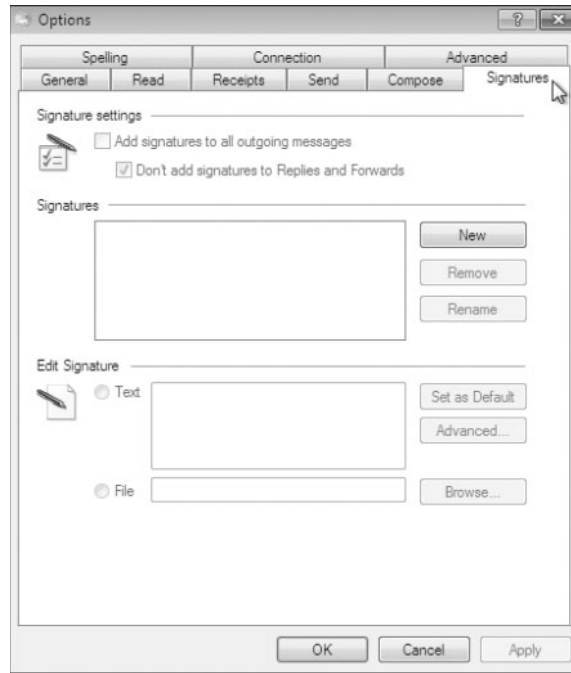 Options
Spelling Connection Advanced
General Read Receipts Send Compose Signatures
Signature settings
Add signatures to all outgoing messages
Don't add signatures to Replies and Forwards
Signatures
New
Remove
Rename
Edit Signature
Text
Set as Default
Advanced...
File
Browse...
OK Cancel Apply